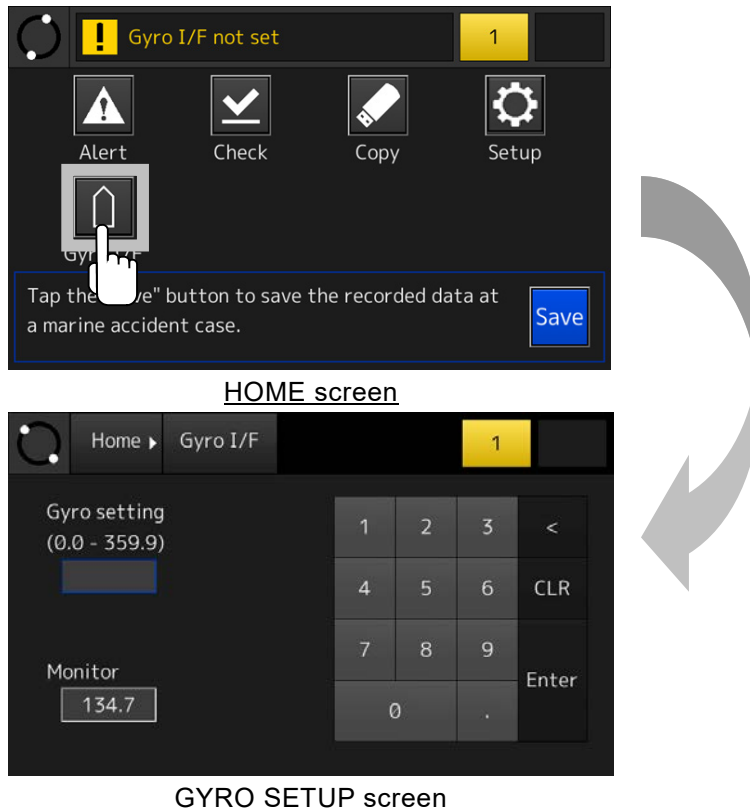 ! Gyro I/F not set 1
Alert Check Copy Setup
Gyro I/F
Tap the "Save" button to save the recorded data at
a marine accident case.
Save
HOME screen
Home Gyro I/F 1
Gyro setting
(0.0 - 359.9)
1 2 3 <
4 5 6 CLR
7 8 9
Enter
0 .
Monitor
134.7
GYRO SETUP screen